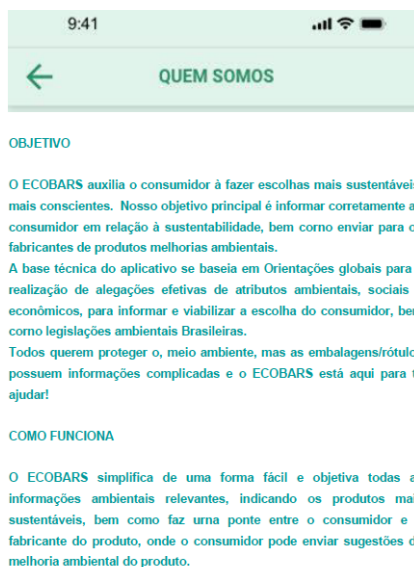 9:41
QUEM SOMOS
OBJETIVO
O ECOBARS auxilia o consumidor à fazer escolhas mais sustentáveis
mais conscientes. Nosso objetivo principal é informar corretamente a
consumidor em relação à sustentabilidade, bem corno enviar para o
fabricantes de produtos melhorias ambientais.
A base técnica do aplicativo se baseia em Orientações globais para
realização de alegações efetivas de atributos ambientais, sociais
econômicos, para informar e viabilizar a escolha do consumidor, ber
corno legislações ambientais Brasileiras.
Todos querem proteger o, meio ambiente, mas as embalagens/rótulo
possuem informações complicadas e o ECOBARS está aqui para t
ajudar!
COMO FUNCIONA
O ECOBARS simplifica de uma forma fácil e objetiva todas a
informações ambientais relevantes, indicando os produtos mai
sustentáveis, bem como faz urna ponte entre o consumidor e
fabricante do produto, onde o consumidor pode enviar sugestões d
melhoria ambiental do produto.